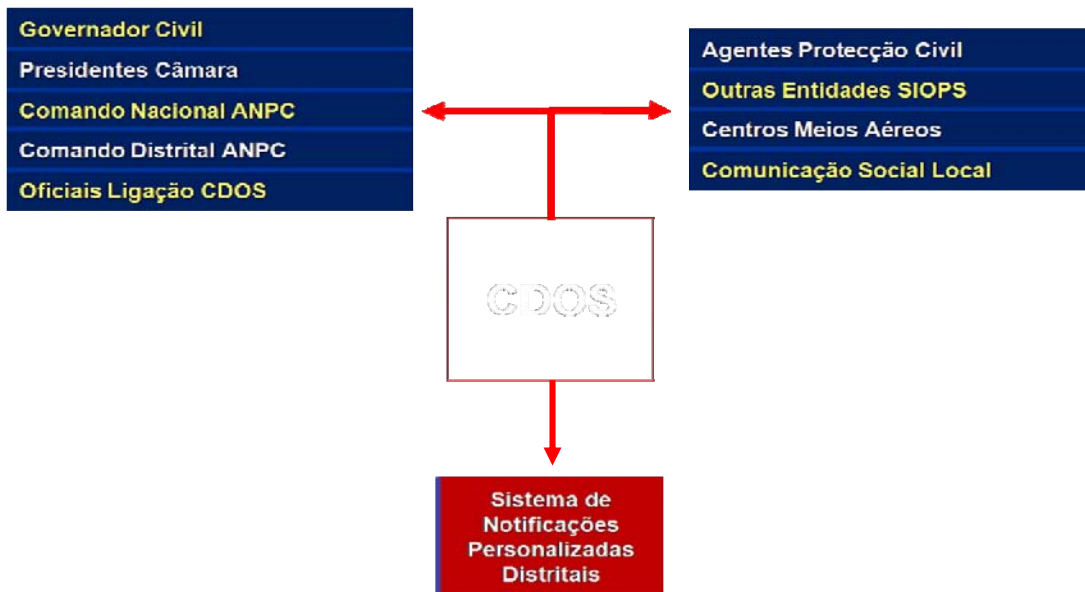 Governador Civil
Presidentes Câmara
Comando Nacional ANPC
Comando Distrital ANPC
Oficiais Ligação CDOS
Agentes Protecção Civil
Outras Entidades SIOPS
Centros Meios Aéreos
Comunicação Social Local
CDOS
Sistema de
Notificações
Personalizadas
Distritais